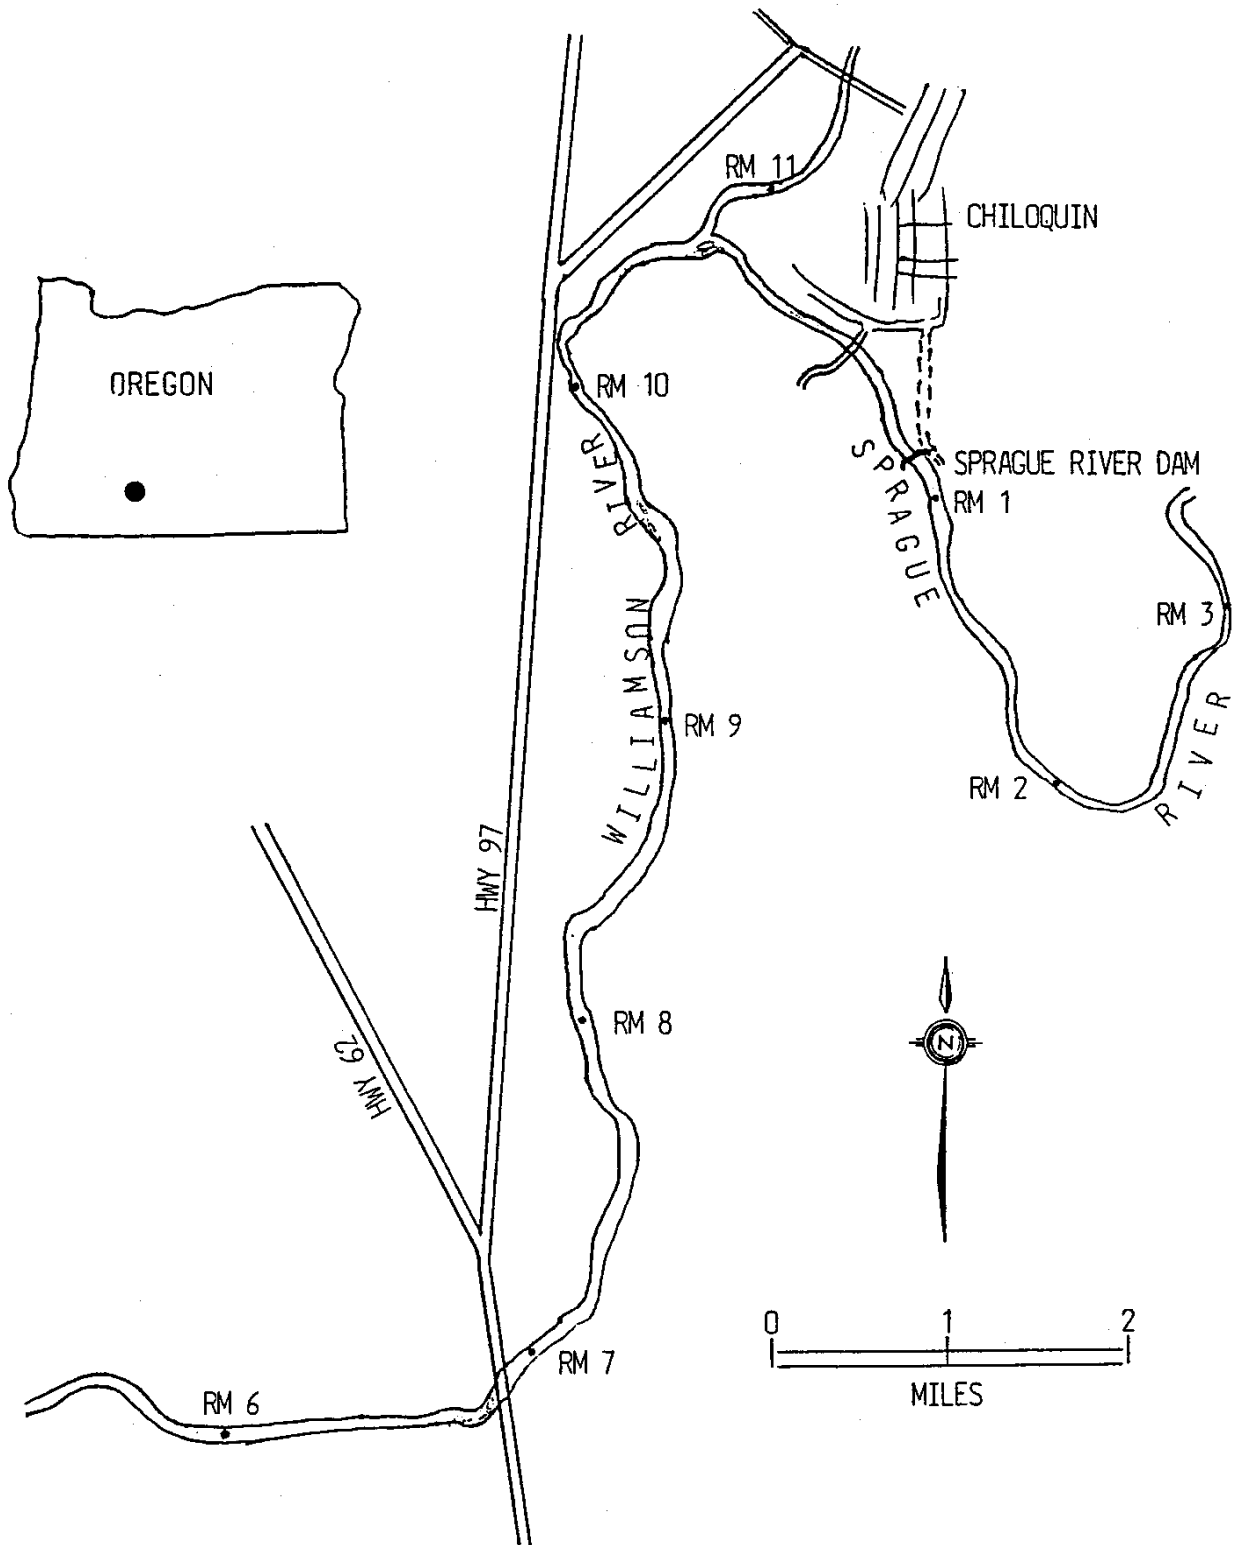 RM 11
CHILOQUIN
OREGON
RM 10
SPRAGUE RIVER DAM
RM 1
WILLIAMSON RIVER
SPRAGUE RIVER
RM 3
RM 9
RM 2
HWY 97
HWY 62
RM 8
N
0 1 2
MILES
RM 7
RM 6